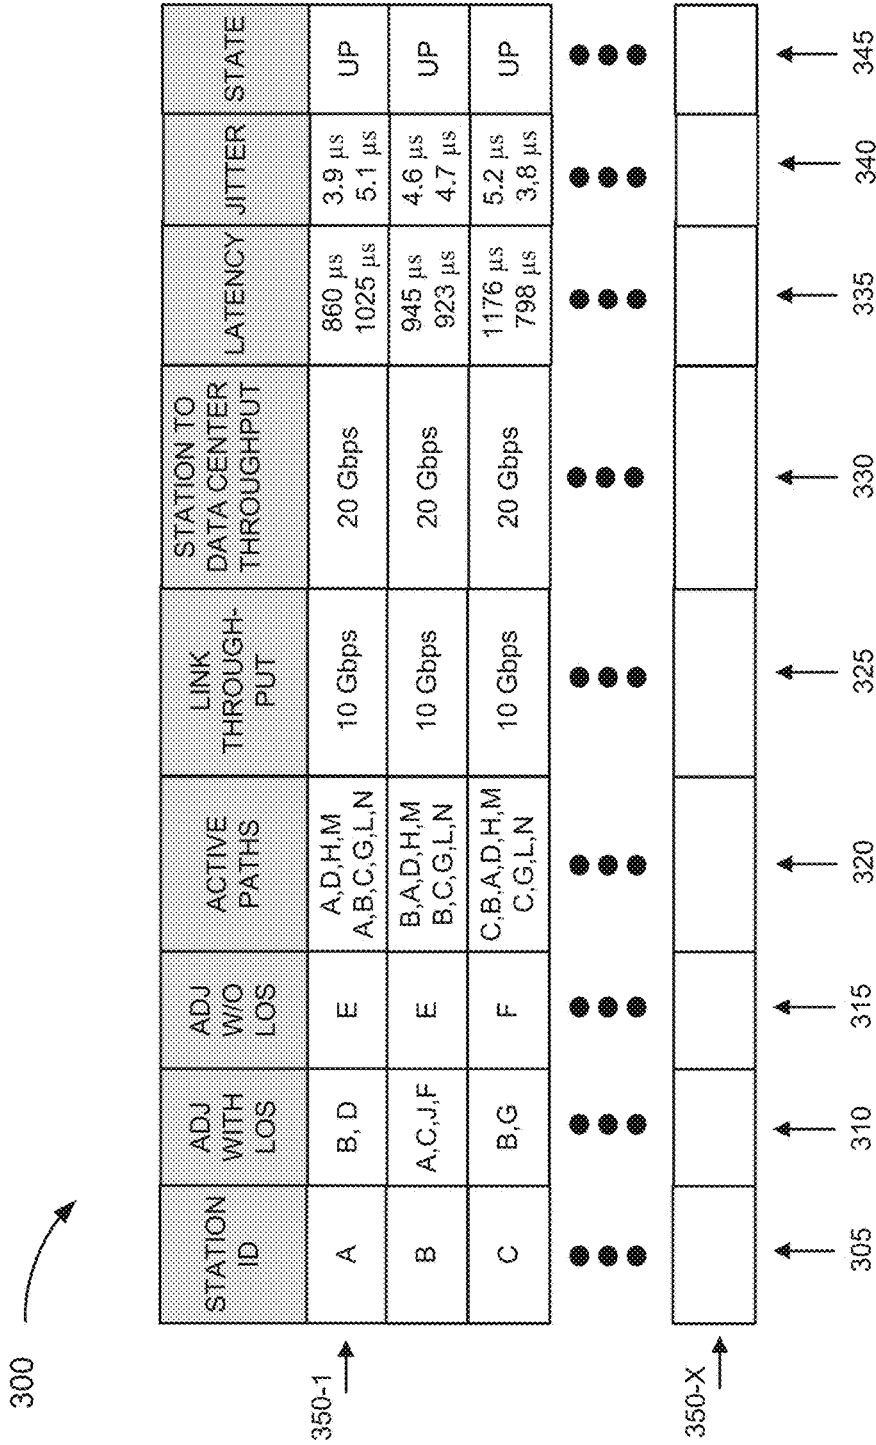 300
STATION
ID
ADJ
WITH
LOS
ADJ
W/O
LOS
ACTIVE
PATHS
LINK
THROUGH-
PUT
STATION TO
DATA CENTER
THROUGHPUT
LATENCY
JITTER
STATE
350-1
A
B, D
E
A,D,H,M
A,B,C,G,L,N
10 Gbps
20 Gbps
860 µs
1025 µs
3.9 µs
5.1 µs
UP
B
A,C,J,F
E
B,A,D,H,M
B,C,G,L,N
10 Gbps
20 Gbps
945 µs
923 µs
4.6 µs
4.7 µs
UP
C
B,G
F
C,B,A,D,H,M
C,G,L,N
10 Gbps
20 Gbps
1176 µs
798 µs
5.2 µs
3,8 µs
UP
350-X
305
310
315
320
325
330
335
340
345